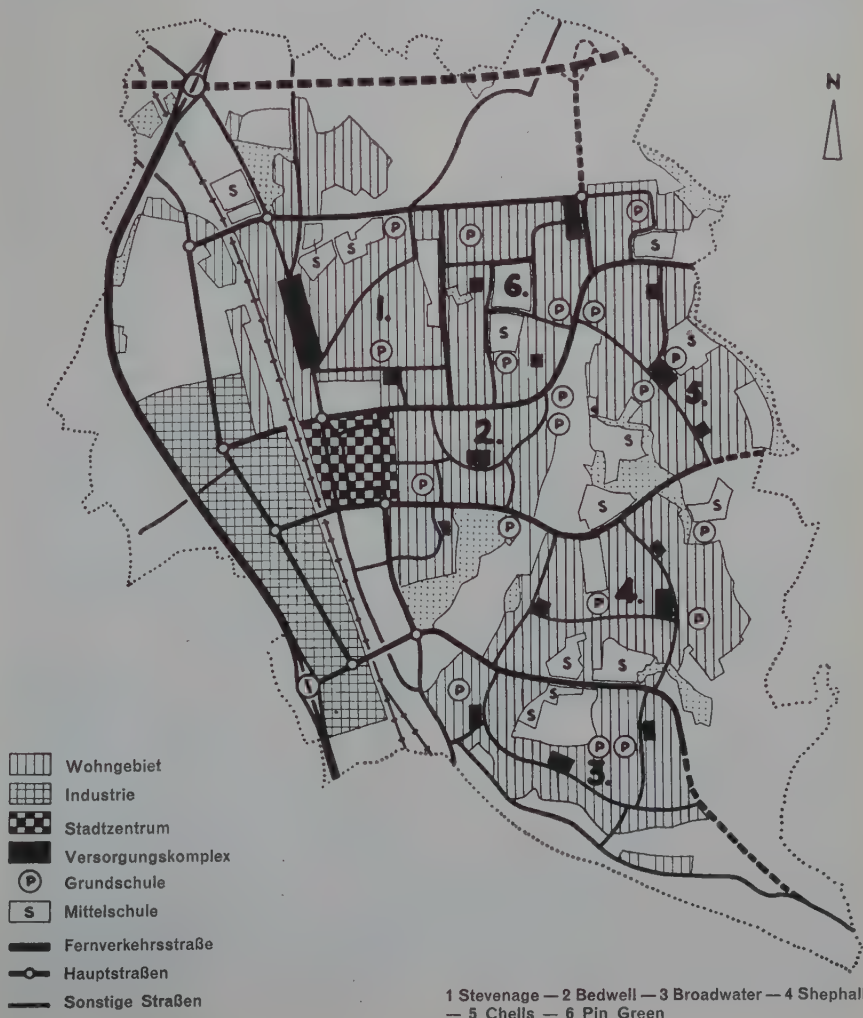 N
S
P
P
P
S
S
S
1.
6.
P
P
S
P
P
S
P
5.
P
P
P
2.
S
P
S
S
P
P
4.
P
P
S
S
P
S
S
P
P
3.
Wohngebiet
Industrie
Stadtzentrum
Versorgungskomplex
P Grundschule
S Mittelschule
Fernverkehrsstraße
Hauptstraßen
Sonstige Straßen
1 Stevenage — 2 Bedwell — 3 Broadwater — 4 Shephall
— 5 Chells — 6 Pin Green